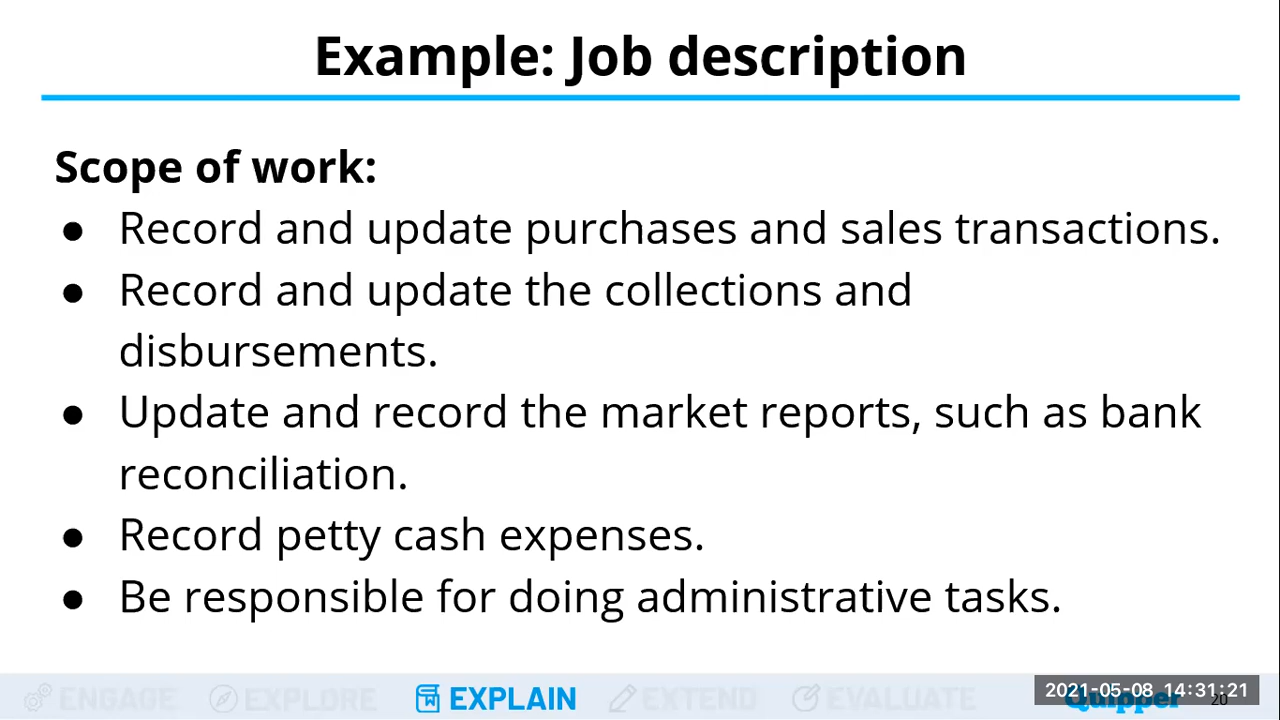 Example: Job description
Scope of work:
● Record and update purchases and sales transactions.
● Record and update the collections and
disbursements.
● Update and record the market reports, such as bank
reconciliation.
● Record petty cash expenses.
● Be responsible for doing administrative tasks.
ENGAGE EXPLORE EXPLAIN EXTEND EVALUATE Quipper 20
2021-05-08 14:31:21